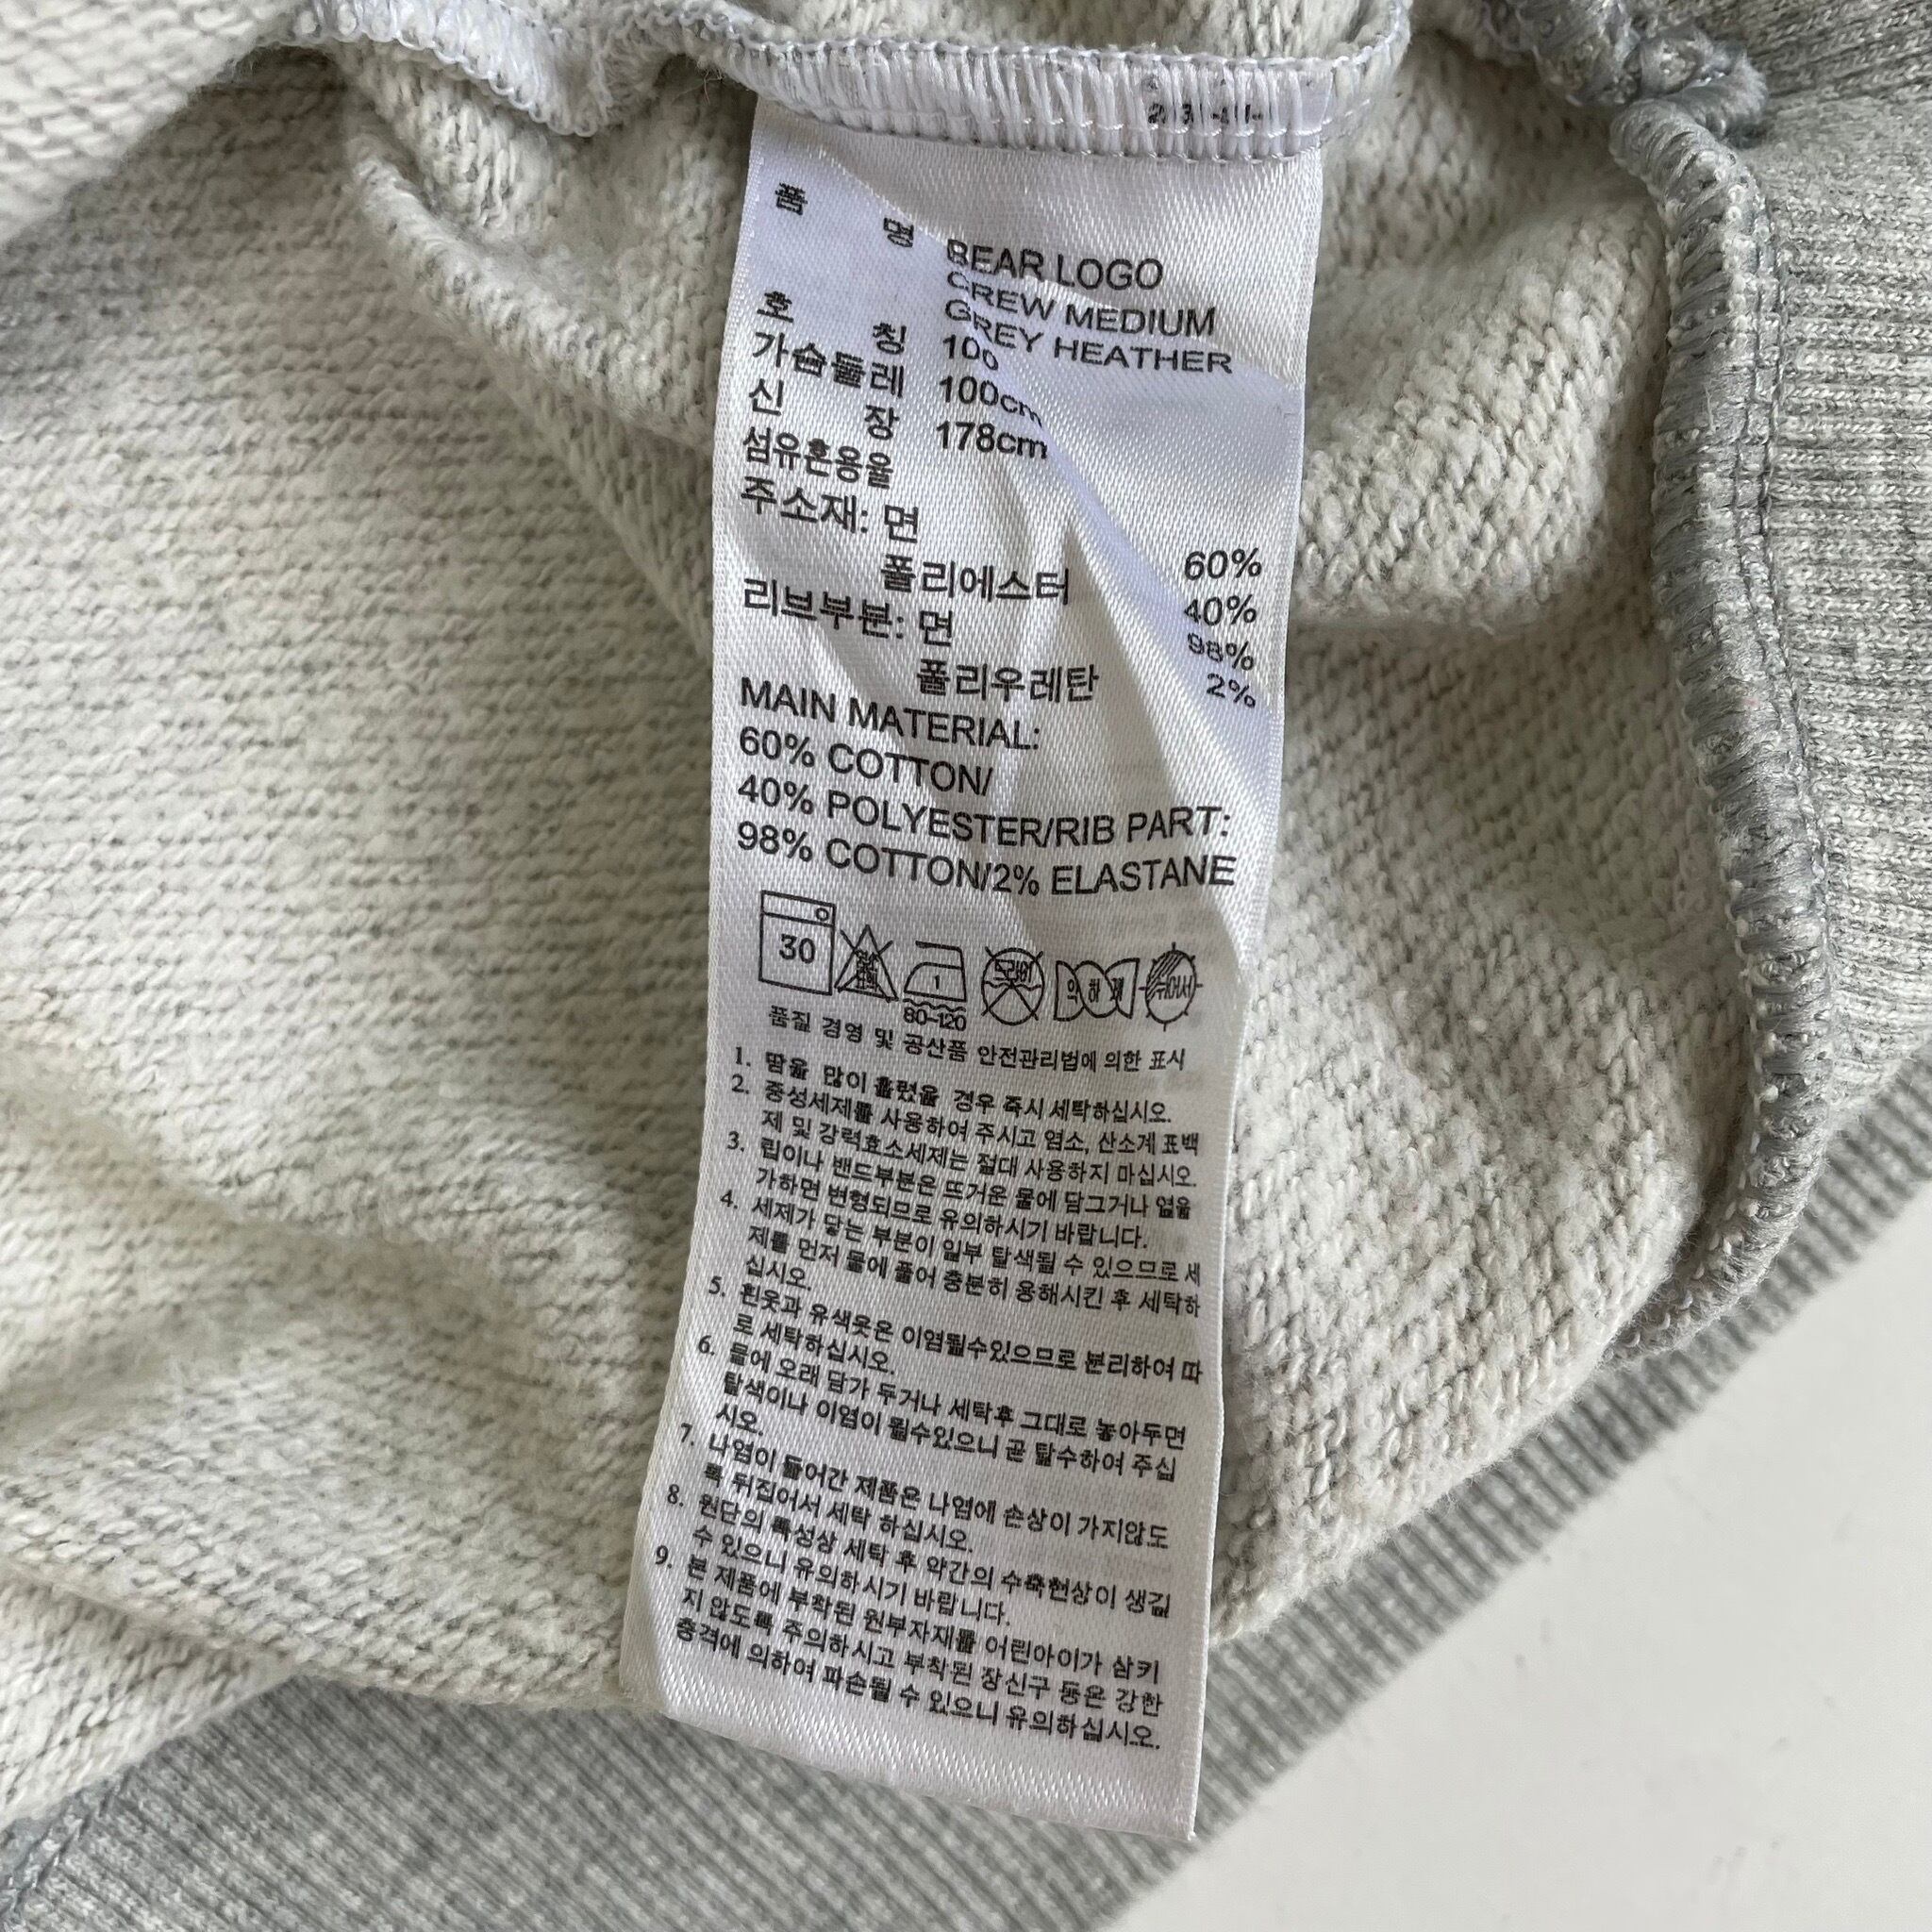 품 명 BEAR LOGO
CREW MEDIUM
GREY HEATHER
호 칭 100
가슴둘레 100cm
신 장 178cm
섬유혼용율
주소재: 면 60%
폴리에스터 40%
리브부분: 면 98%
폴리우레탄 2%
MAIN MATERIAL:
60% COTTON/
40% POLYESTER/RIB PART:
98% COTTON/2% ELASTANE
30
80~120
품질 경영 및 공산품 안전관리법에 의한 표시
1. 땀을 많이 흘렸을 경우 즉시 세탁하십시오.
2. 중성세제를 사용하여 주시고 염소, 산소계 표백
제 및 강력효소세제는 절대 사용하지 마십시오.
3. 립이나 밴드부분은 뜨거운 물에 담그거나 열을
가하면 변형되므로 유의하시기 바랍니다.
4. 세제가 닿는 부분이 일부 탈색될 수 있으므로 세
제를 먼저 물에 풀어 충분히 용해시킨 후 세탁하
십시오.
5. 흰옷과 유색옷은 이염될수있으므로 분리하여 따
로 세탁하십시오.
6. 물에 오래 담가 두거나 세탁후 그대로 놓아두면
탈색이나 이염이 될수있으니 곧 탈수하여 주십
시오.
7. 나염이 들어간 제품은 나염에 손상이 가지않도
록 뒤집어서 세탁 하십시오.
8. 원단의 특성상 세탁 후 약간의 수축현상이 생길
수 있으니 유의하시기 바랍니다.
9. 본 제품에 부착된 원부자재를 어린아이가 삼키
지 않도록 주의하시고 부착된 장신구 등은 강한
충격에 의하여 파손될 수 있으니 유의하십시오.